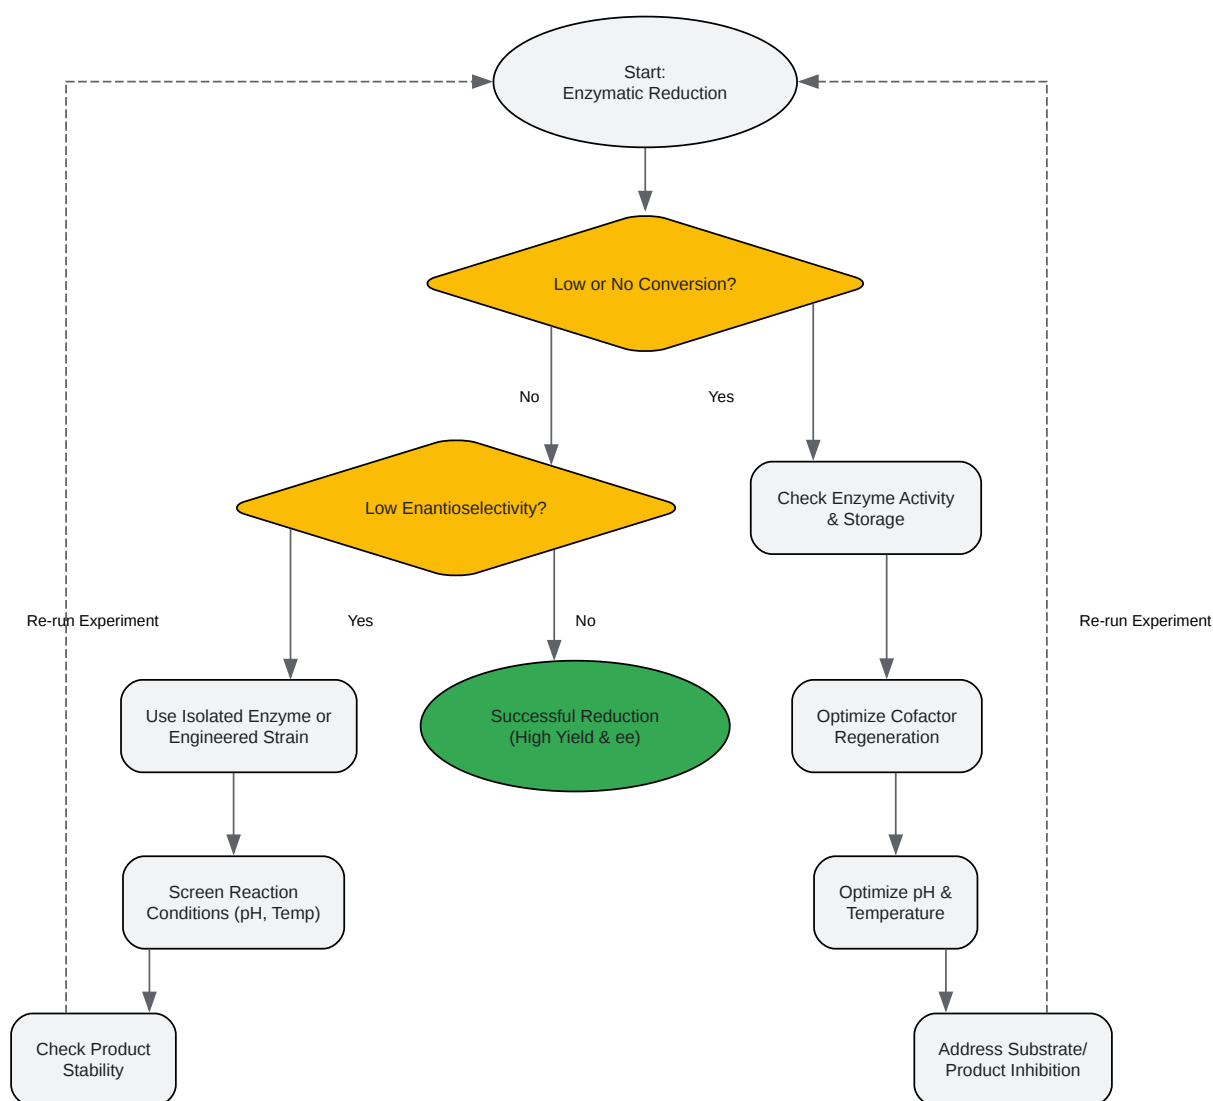 Start:
Enzymatic Reduction
Low or No Conversion?
No
Yes
Low Enantioselectivity?
Check Enzyme Activity
& Storage
Re-run Experiment
Yes
No
Re-run Experiment
Use Isolated Enzyme or
Engineered Strain
Successful Reduction
(High Yield & ee)
Optimize Cofactor
Regeneration
Screen Reaction
Conditions (pH, Temp)
Optimize pH &
Temperature
Check Product
Stability
Address Substrate/
Product Inhibition